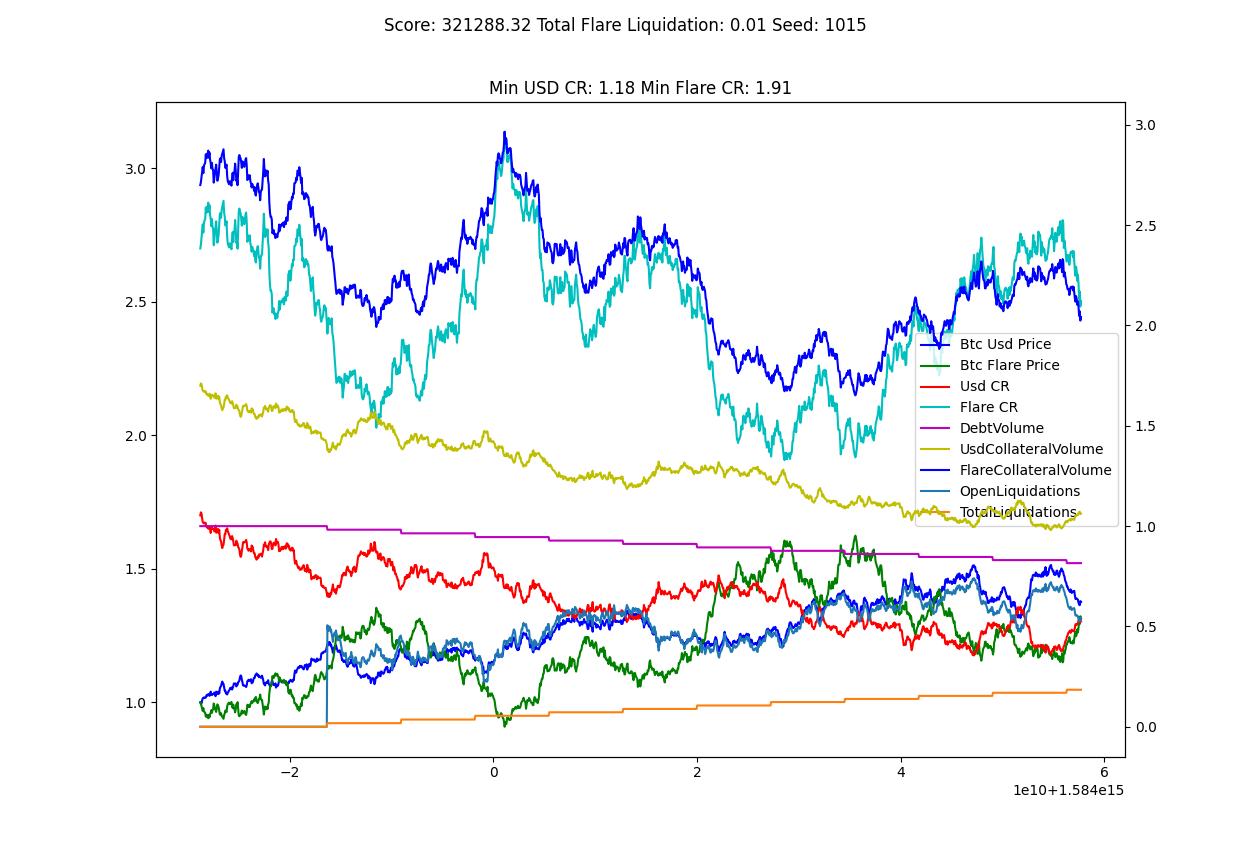 Score: 321288.32 Total Flare Liquidation: 0.01 Seed: 1015
Min USD CR: 1.18 Min Flare CR: 1.91
3.0
2.5
2.0
1.5
1.0
3.0
2.5
2.0
1.5
1.0
0.5
0.0
Btc Usd Price
Btc Flare Price
Usd CR
Flare CR
DebtVolume
UsdCollateralVolume
FlareCollateralVolume
OpenLiquidations
TotalLiquidations
−2 0 2 4 6
1e10+1.584e15